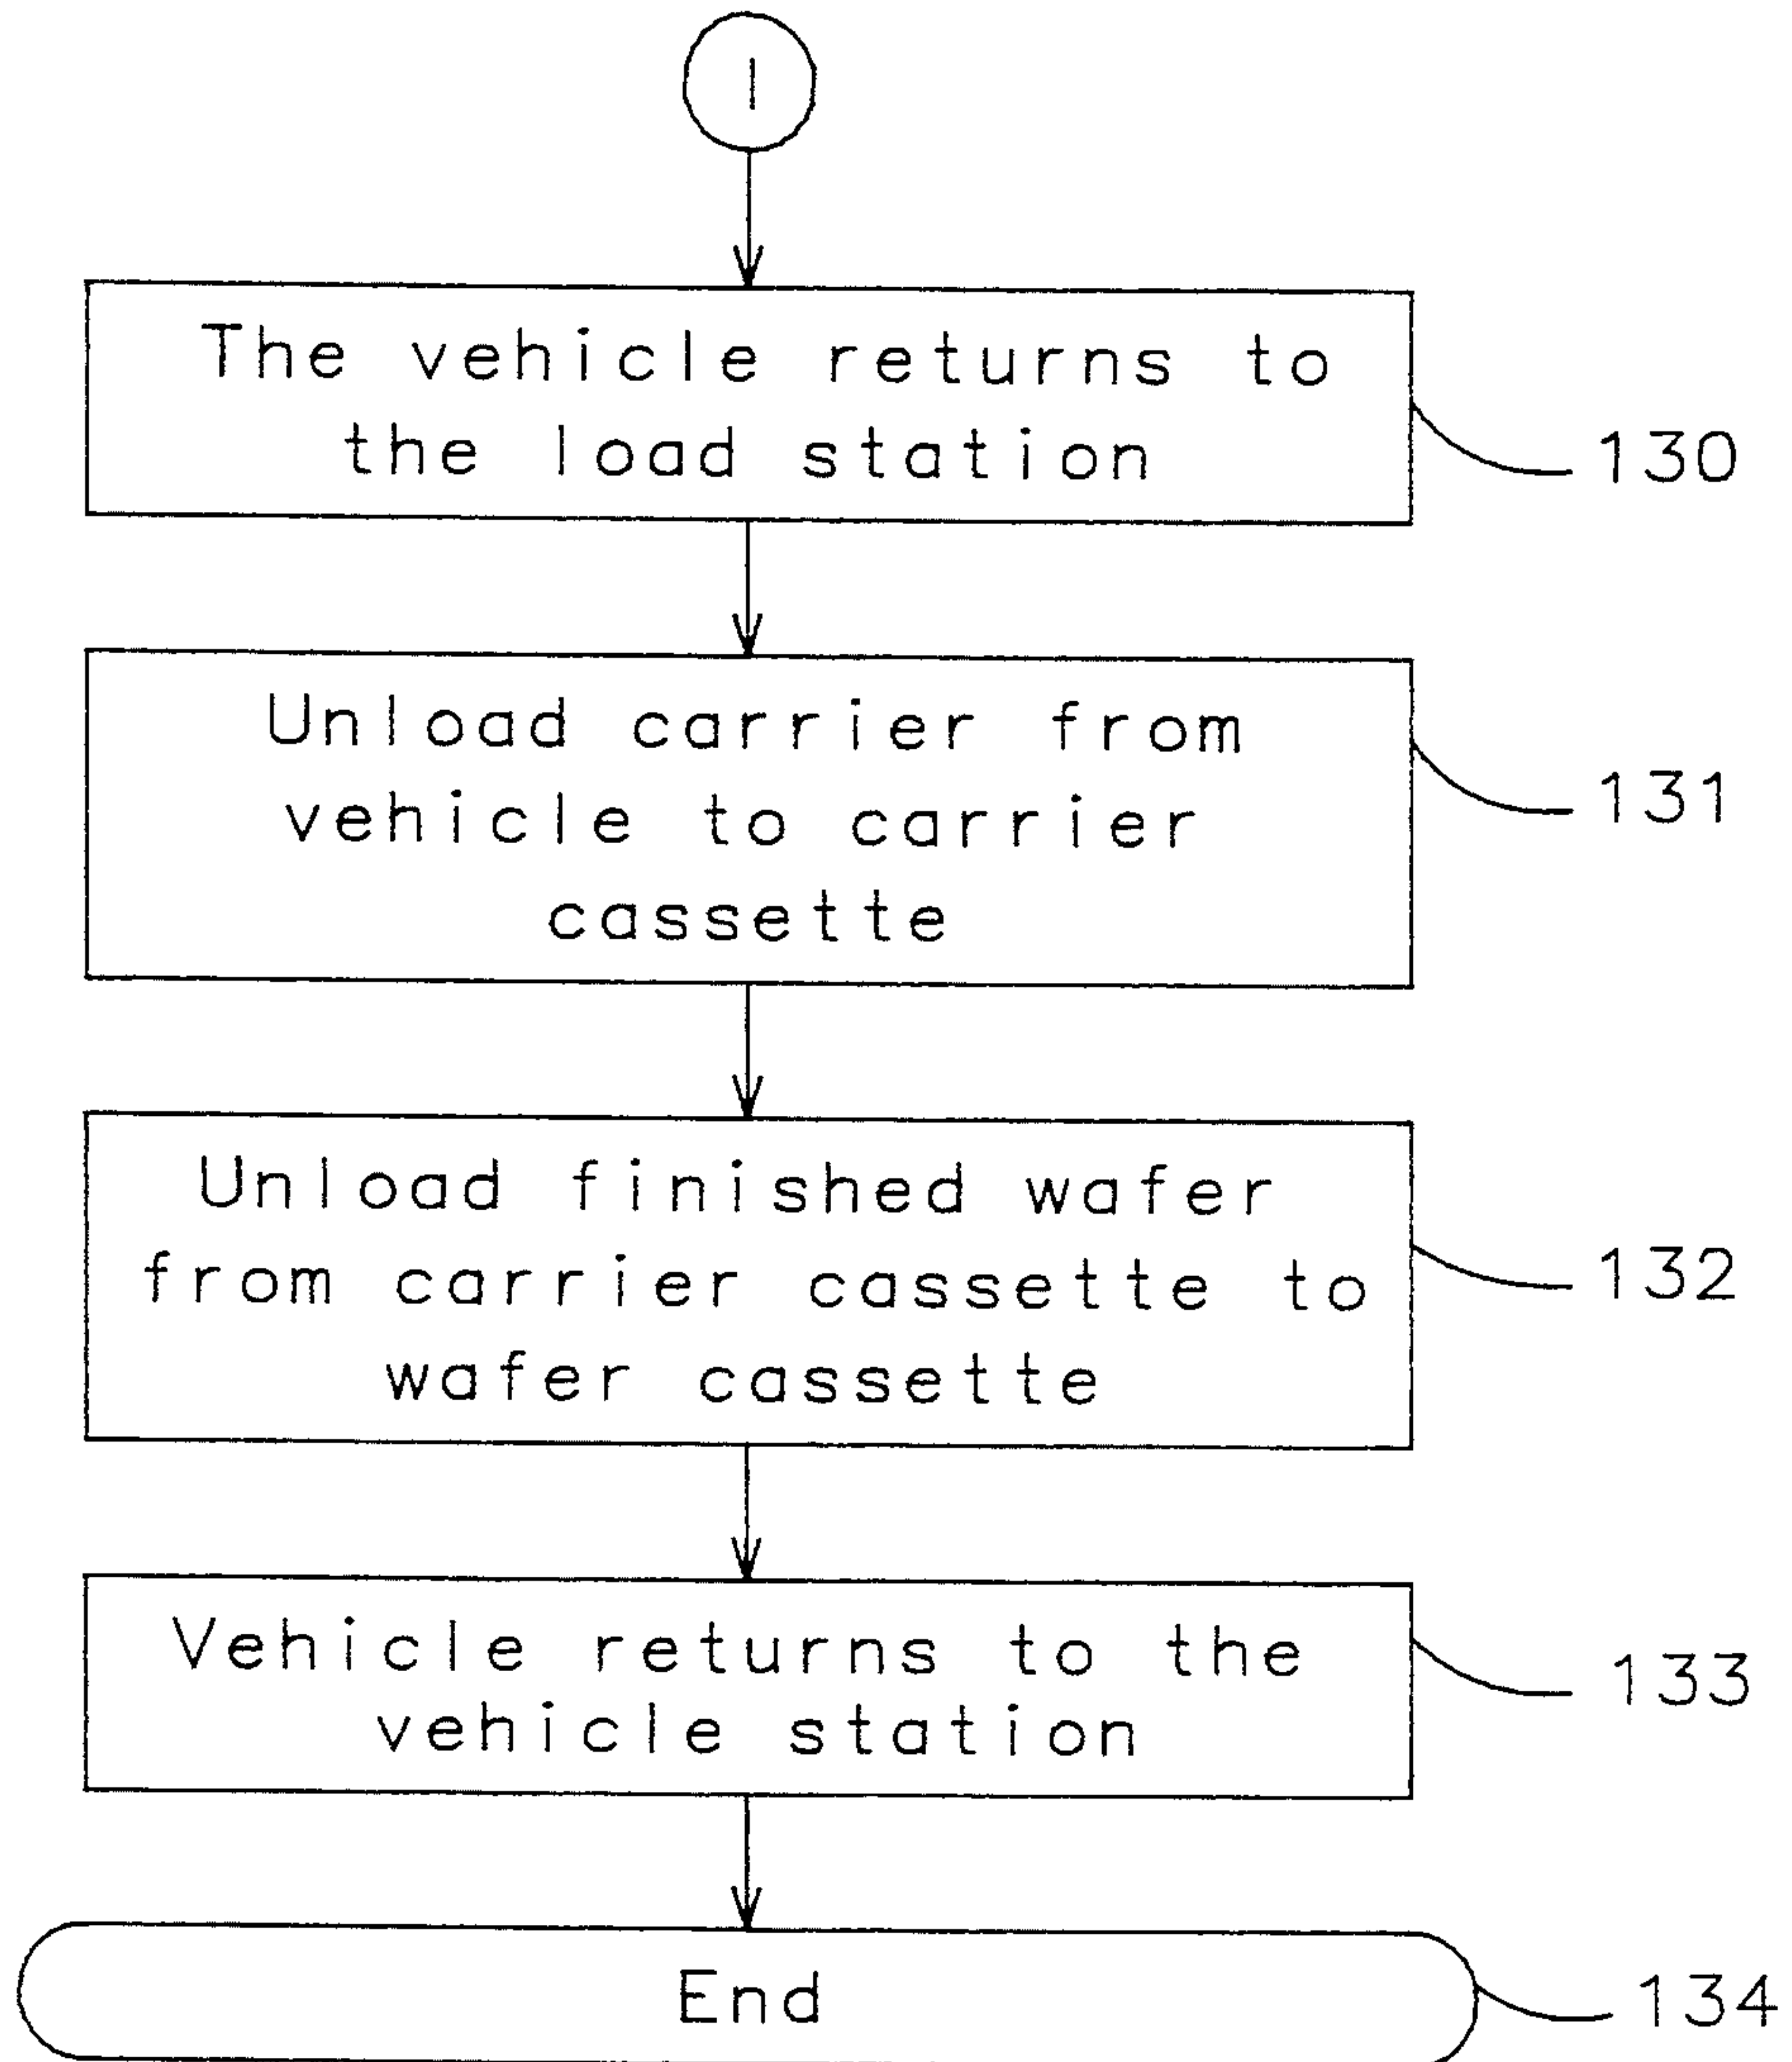 1
The vehicle returns to
the load station
130
Unload carrier from
vehicle to carrier
cassette
131
Unload finished wafer
from carrier cassette to
wafer cassette
132
Vehicle returns to the
vehicle station
133
End
134